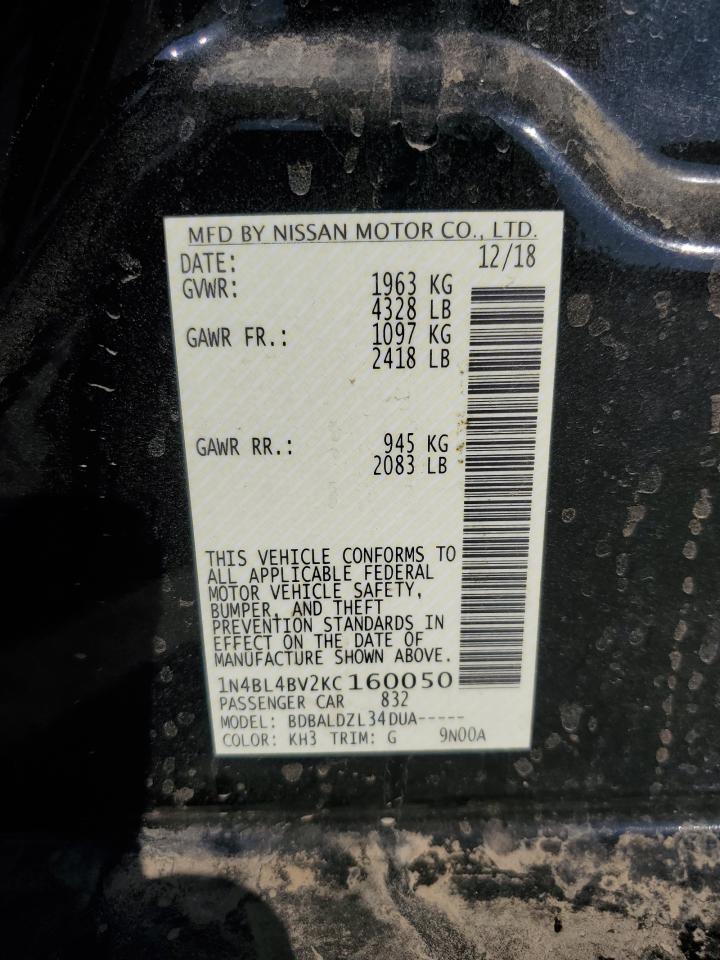 MFD BY NISSAN MOTOR CO., LTD.
DATE: 12/18
GVWR: 1963 KG
4328 LB
GAWR FR.: 1097 KG
2418 LB
GAWR RR.: 945 KG
2083 LB
THIS VEHICLE CONFORMS TO
ALL APPLICABLE FEDERAL
MOTOR VEHICLE SAFETY,
BUMPER, AND THEFT
PREVENTION STANDARDS IN
EFFECT ON THE DATE OF
MANUFACTURE SHOWN ABOVE.
1N4BL4BV2KC160050
PASSENGER CAR 832
MODEL: BDBALDZL34DUA-----
COLOR: KH3 TRIM: G 9N00A